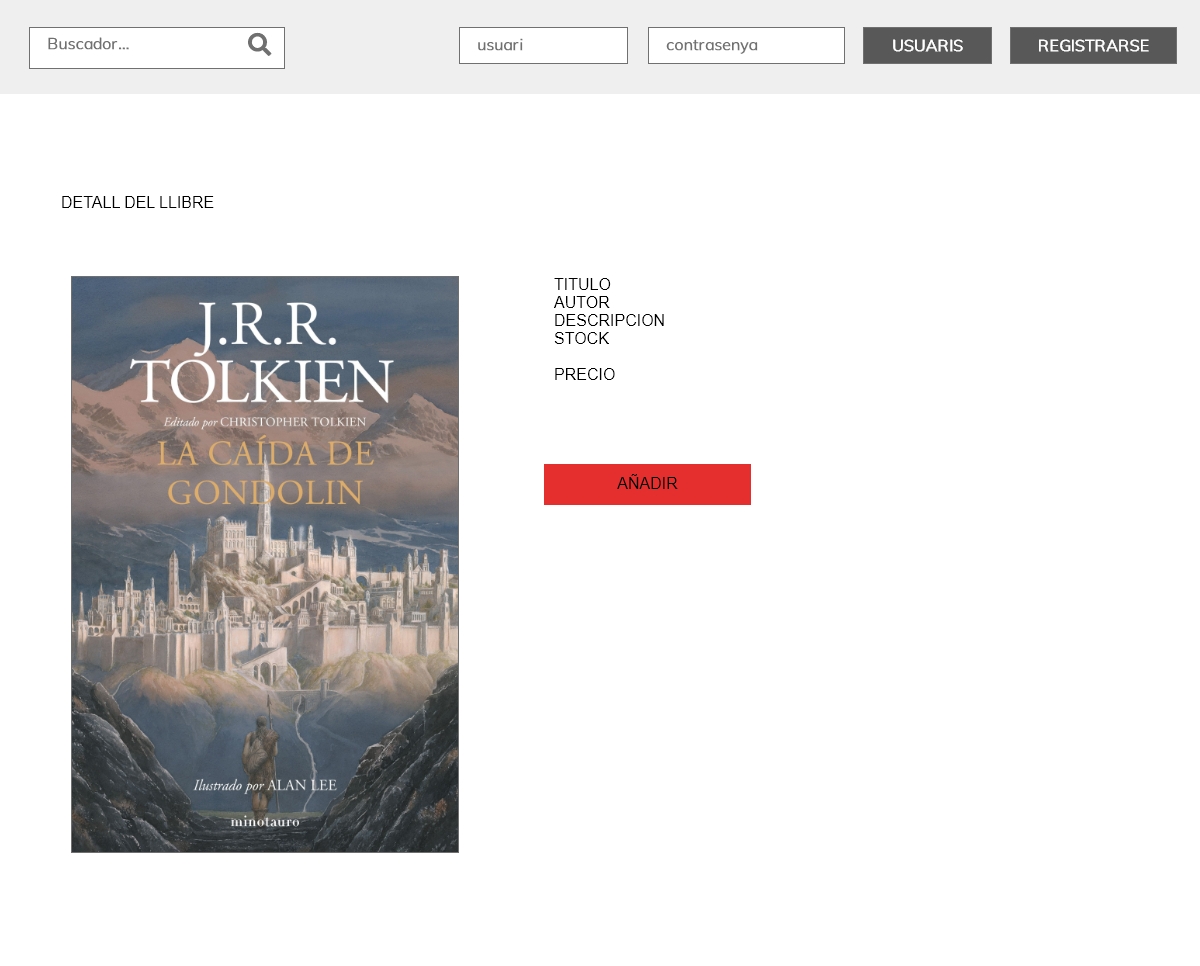 Buscador...
usuari
contrasenya
USUARIS
REGISTRARSE
DETALL DEL LLIBRE
J.R.R.
TOLKIEN
Editado por CHRISTOPHER TOLKIEN
LA CAÍDA DE
GONDOLIN
Ilustrado por ALAN LEE
minotauro
TITULO
AUTOR
DESCRIPCION
STOCK
PRECIO
AÑADIR